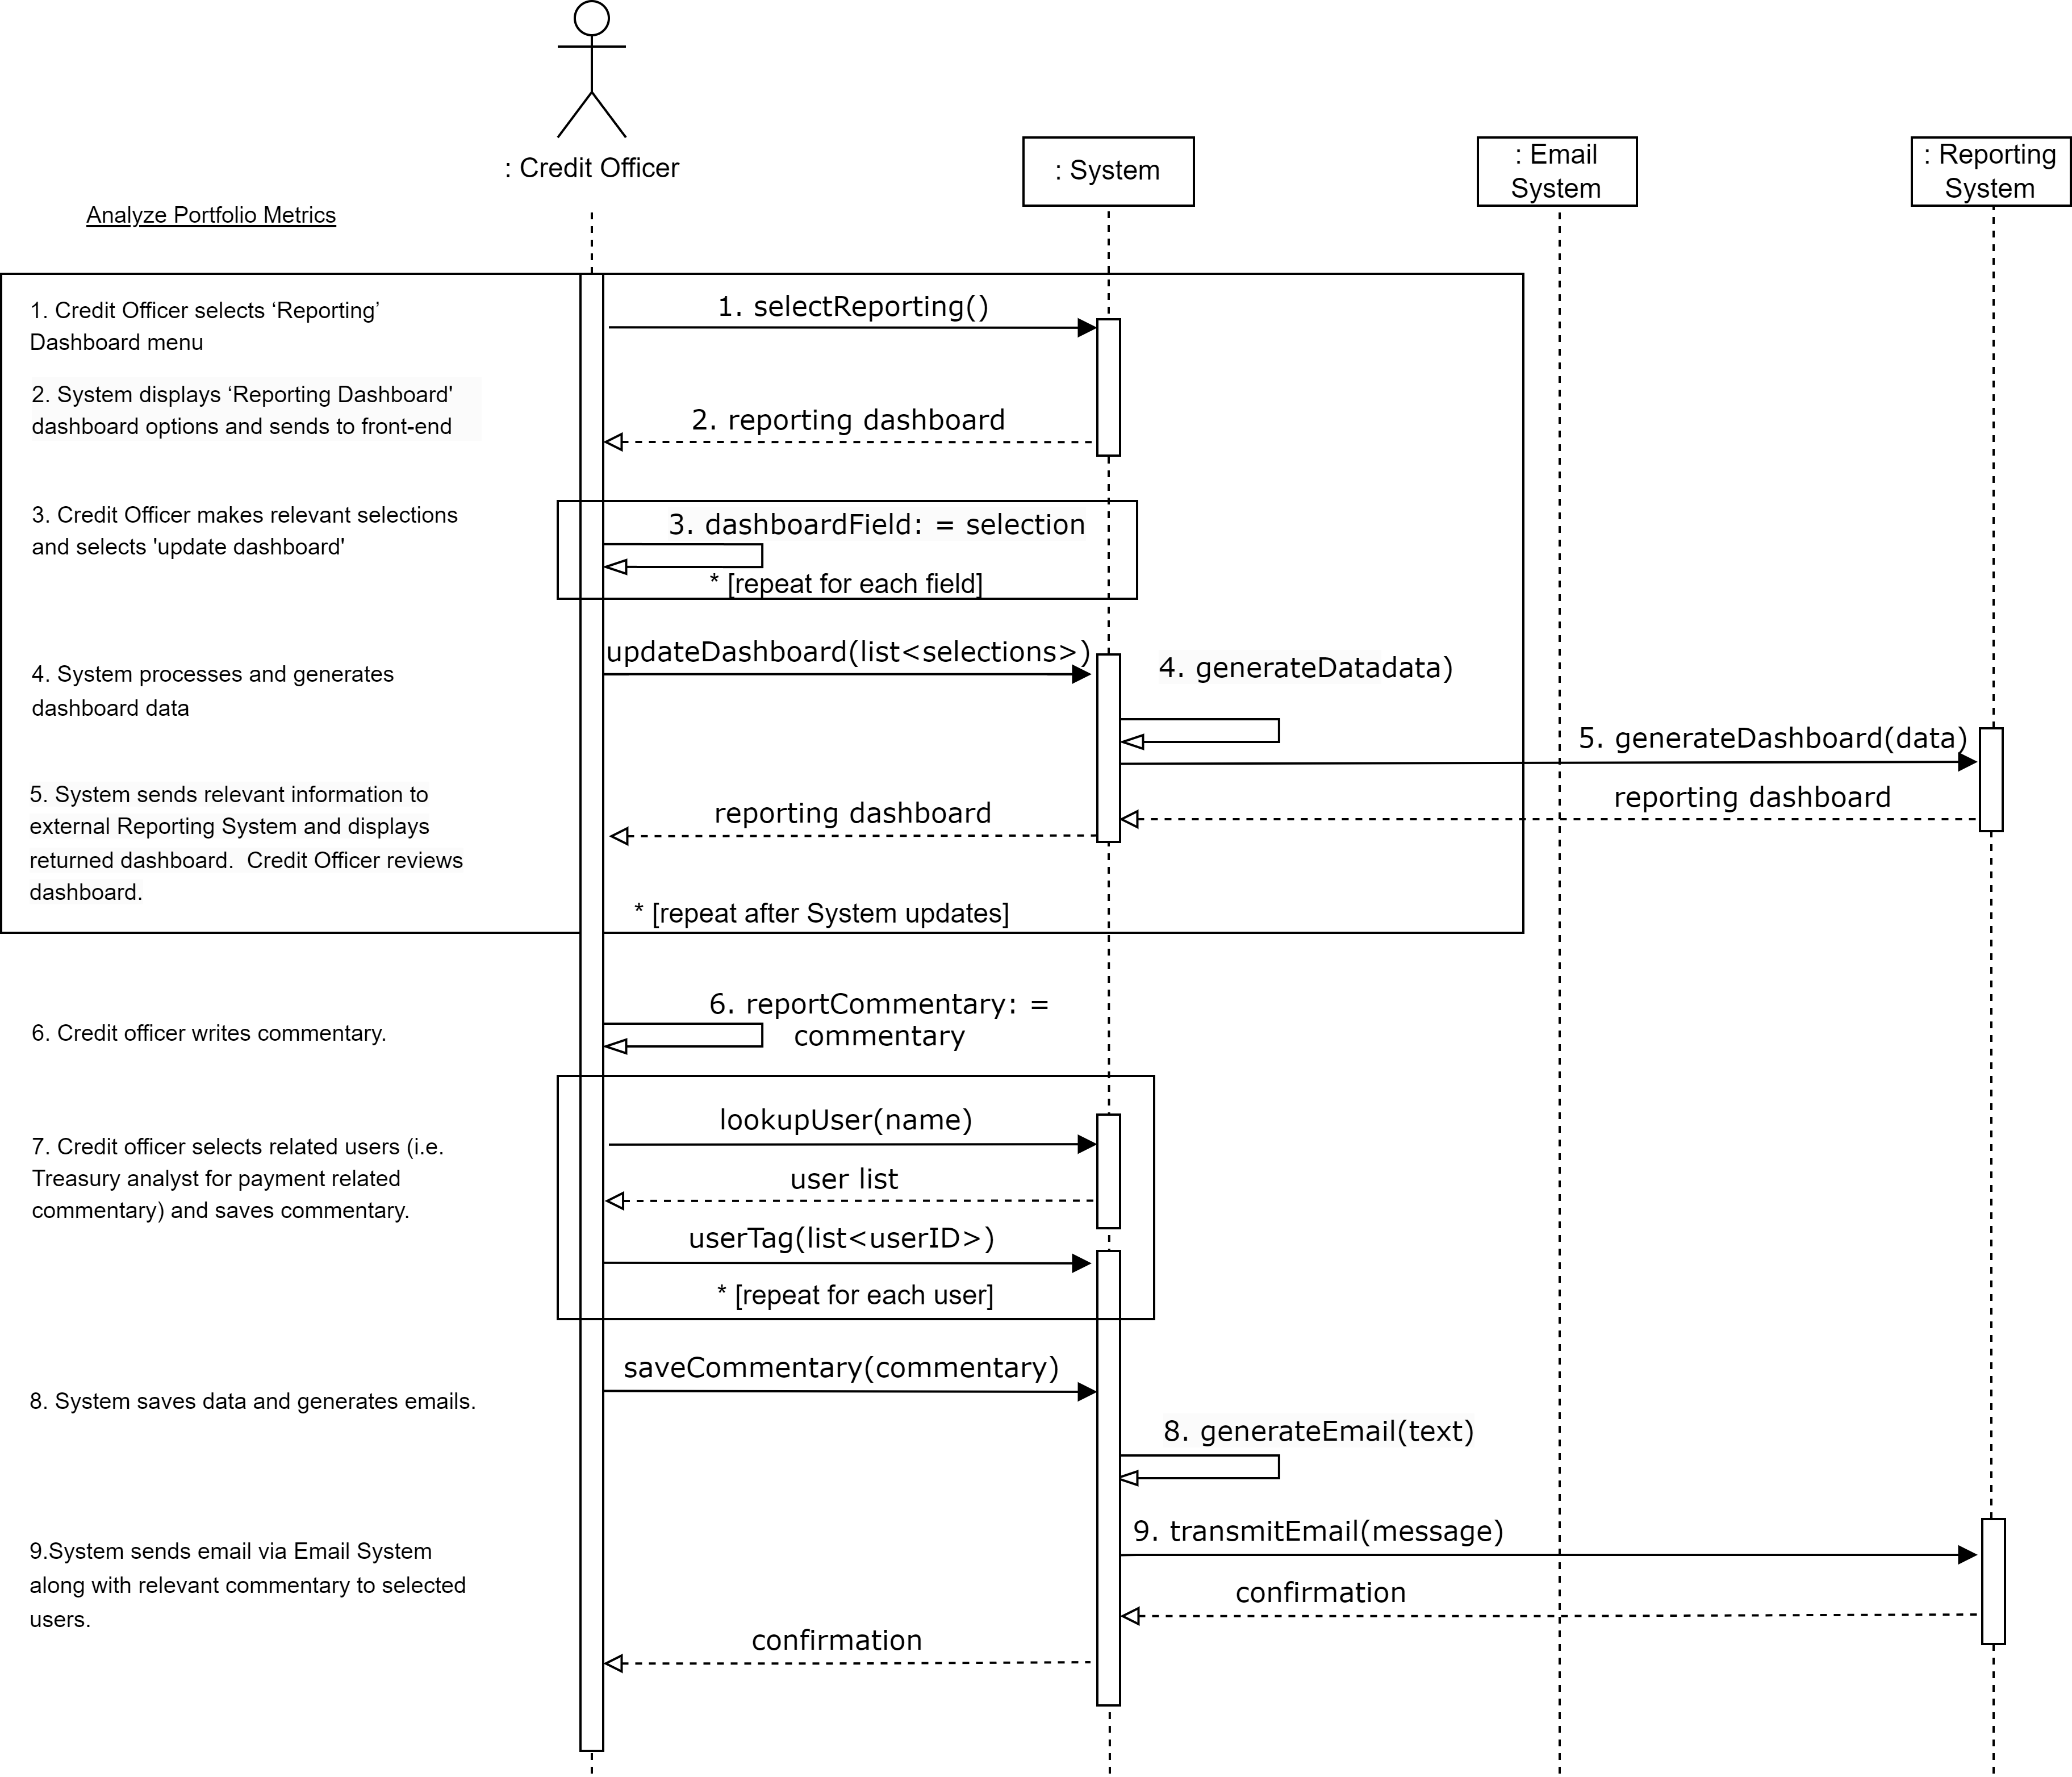 : Credit Officer
: System
: Email
System
: Reporting
System
Analyze Portfolio Metrics
1. Credit Officer selects ‘Reporting’
Dashboard menu
1. selectReporting()
2. System displays ‘Reporting Dashboard'
dashboard options and sends to front-end
2. reporting dashboard
3. Credit Officer makes relevant selections
and selects 'update dashboard'
3. dashboardField: = selection
* [repeat for each field]
updateDashboard(list<selections>)
4. System processes and generates
dashboard data
4. generateDatadata)
5. generateDashboard(data)
reporting dashboard
5. System sends relevant information to
external Reporting System and displays
returned dashboard.  Credit Officer reviews
dashboard.
reporting dashboard
* [repeat after System updates]
6. Credit officer writes commentary.
6. reportCommentary: =
commentary
7. Credit officer selects related users (i.e.
Treasury analyst for payment related
commentary) and saves commentary.
lookupUser(name)
user list
userTag(list<userID>)
* [repeat for each user]
saveCommentary(commentary)
8. System saves data and generates emails.
8. generateEmail(text)
9.System sends email via Email System
along with relevant commentary to selected
users.
9. transmitEmail(message)
confirmation
confirmation